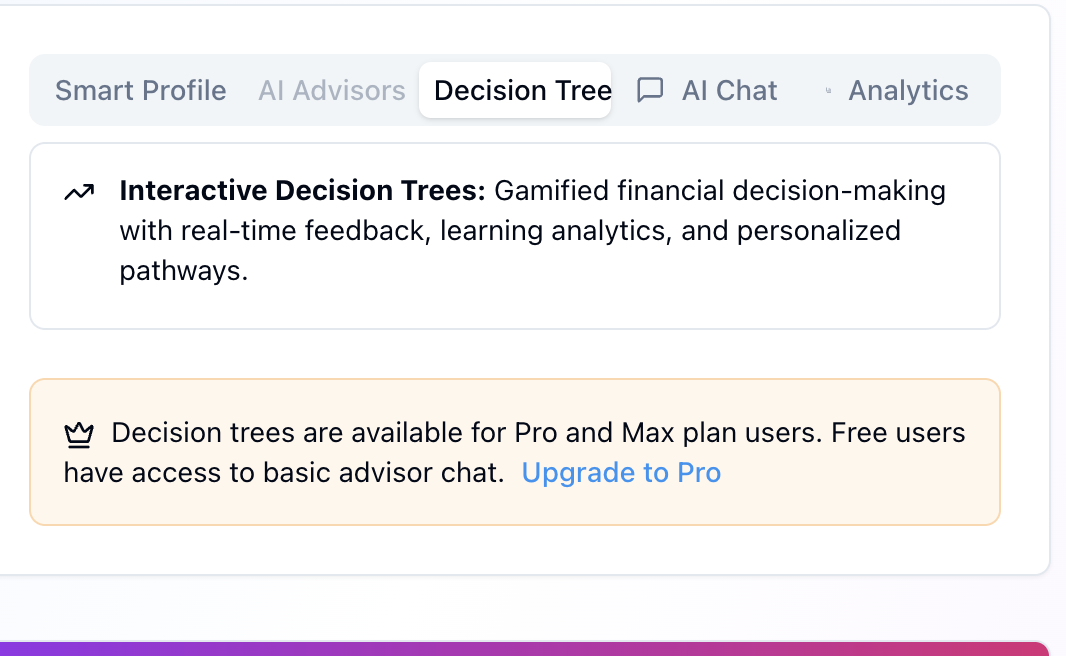 Smart Profile AI Advisors Decision Tree AI Chat Analytics
Interactive Decision Trees: Gamified financial decision-making
with real-time feedback, learning analytics, and personalized
pathways.
Decision trees are available for Pro and Max plan users. Free users
have access to basic advisor chat. Upgrade to Pro